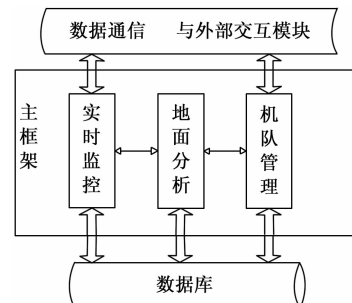 数据通信 与外部交互模块
主框架
实时监控
地面分析
机队管理
数据库